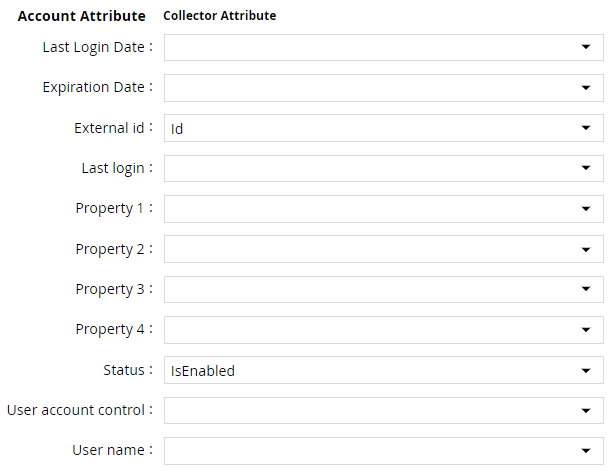 Account Attribute Collector Attribute
Last Login Date :
Expiration Date :
External id : Id
Last login :
Property 1 :
Property 2 :
Property 3 :
Property 4 :
Status : IsEnabled
User account control :
User name :